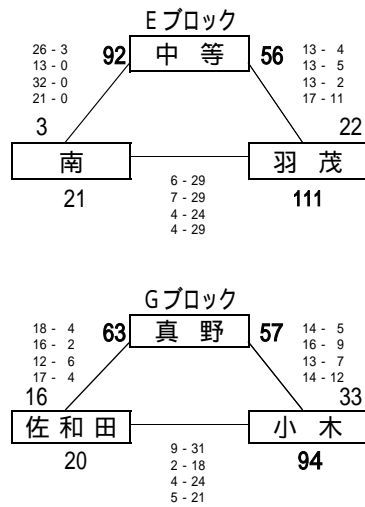 Eブロック
26 - 3
13 - 0
32 - 0
21 - 0
92
中 等
56
13 - 4
13 - 5
13 - 2
17 - 11
3
22
南
羽 茂
21
6 - 29
7 - 29
4 - 24
4 - 29
111
Gブロック
18 - 4
16 - 2
12 - 6
17 - 4
63
真 野
57
14 - 5
16 - 9
13 - 7
14 - 12
16
33
佐 和 田
小 木
20
9 - 31
2 - 18
4 - 24
5 - 21
94